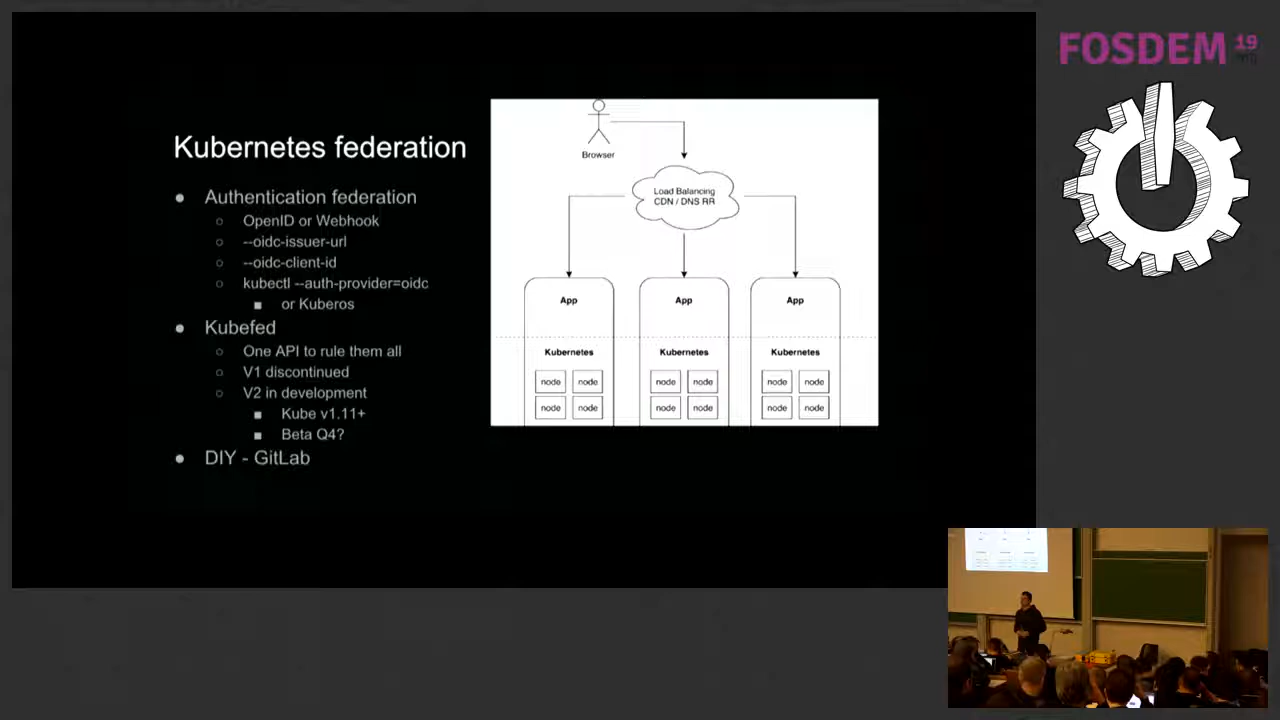 Kubernetes federation
Authentication federation
OpenID or Webhook
--oidc-issuer-url
--oidc-client-id
kubectl --auth-provider=oidc
or Kuberos
Kubefed
One API to rule them all
V1 discontinued
V2 in development
Kube v1.11+
Beta Q4?
DIY - GitLab
Browser
Load Balancing
CDN / DNS RR
App App App
Kubernetes Kubernetes Kubernetes
node node node node node node
node node node node node node
FOSDEM 19